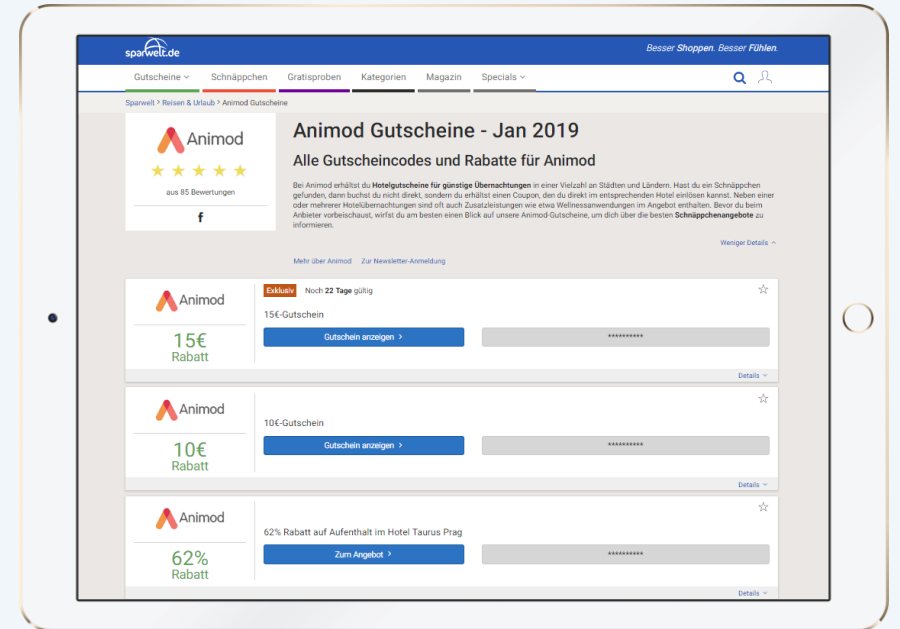 sparwelt.de
Besser Shoppen. Besser Fühlen.
Gutscheine Schnäppchen Gratisproben Kategorien Magazin Specials
Sparwelt > Reisen & Urlaub > Animod Gutscheine
Animod
aus 85 Bewertungen
f
Animod Gutscheine - Jan 2019
Alle Gutscheincodes und Rabatte für Animod
Bei Animod erhältst du Hotelgutscheine für günstige Übernachtungen in einer Vielzahl an Städten und Ländern. Hast du ein Schnäppchen
gefunden, dann buchst du nicht direkt, sondern du erhältst einen Coupon, den du direkt im entsprechenden Hotel einlösen kannst. Neben einer
oder mehrerer Hotelübernachtungen sind oft auch Zusatzleistungen wie etwa Wellnessanwendungen im Angebot enthalten. Bevor du beim
Anbieter vorbeischaust, wirfst du am besten einen Blick auf unsere Animod-Gutscheine, um dich über die besten Schnäppchenangebote zu
informieren.
Weniger Details
Mehr über Animod Zur Newsletter-Anmeldung
Animod
15€
Rabatt
Exklusiv Noch 22 Tage gültig
15€-Gutschein
Gutschein anzeigen > **********
Details
Animod
10€
Rabatt
10€-Gutschein
Gutschein anzeigen > **********
Details
Animod
62%
Rabatt
62% Rabatt auf Aufenthalt im Hotel Taurus Prag
Zum Angebot > **********
Details